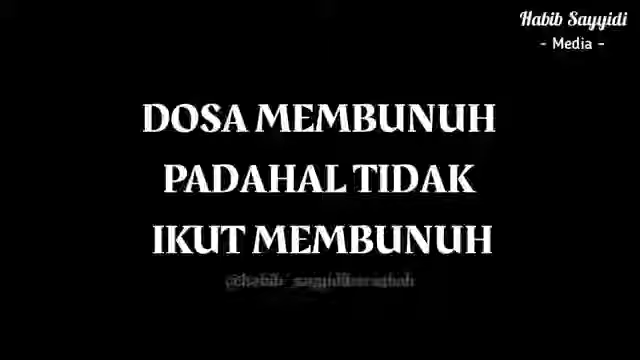 Habib Sayyidi
- Media -
DOSA MEMBUNUH
PADAHAL TIDAK
IKUT MEMBUNUH